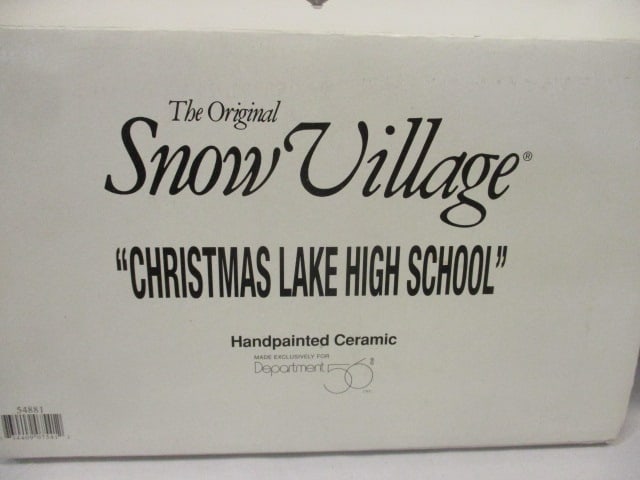 The Original
Snow Village®
"CHRISTMAS LAKE HIGH SCHOOL"
Handpainted Ceramic
MADE EXCLUSIVELY FOR
Department 56®
54881